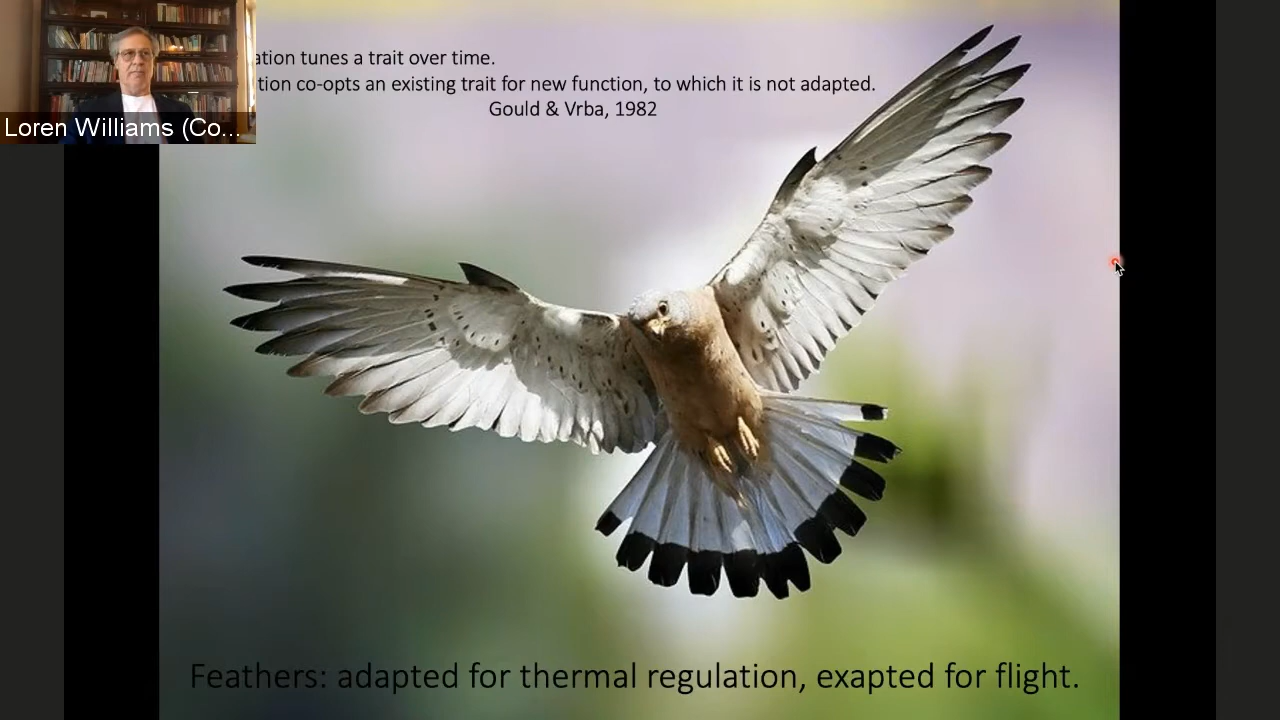 ation tunes a trait over time.
tion co-opts an existing trait for new function, to which it is not adapted.
Gould & Vrba, 1982
Loren Williams (Co...
Feathers: adapted for thermal regulation, exapted for flight.